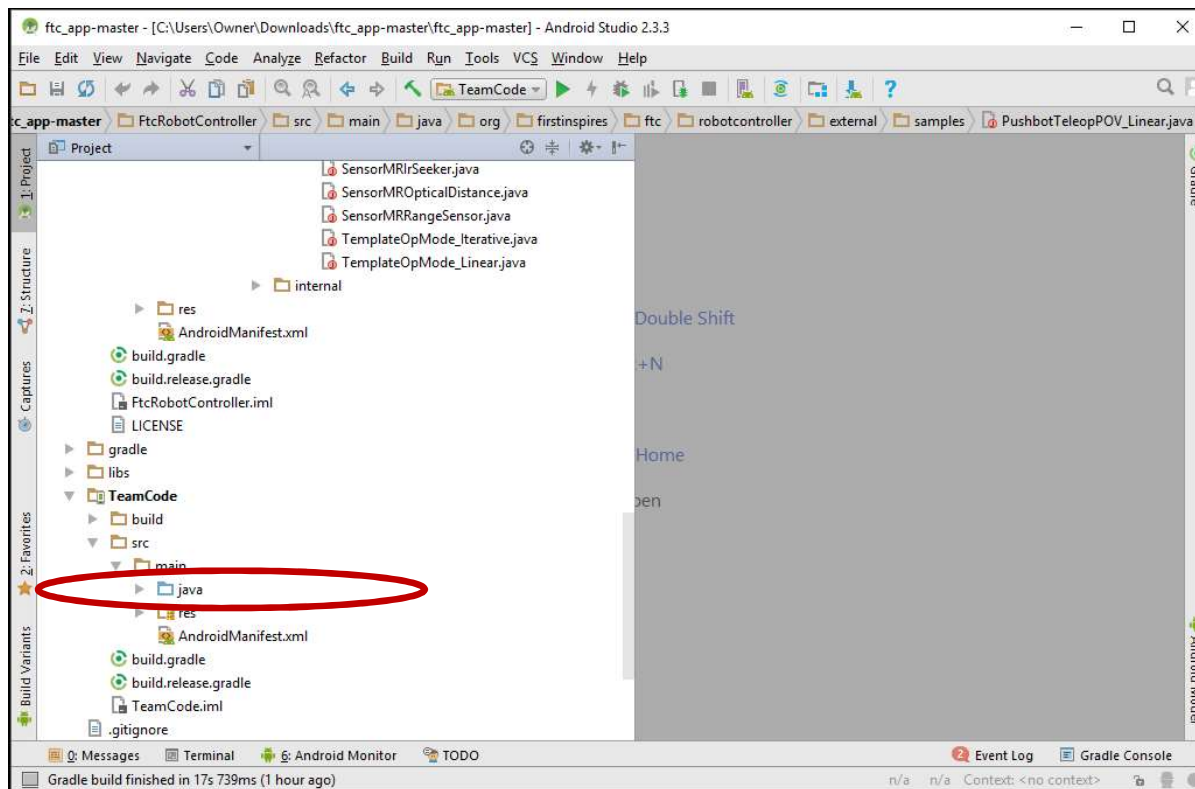 ftc_app-master - [C:\Users\Owner\Downloads\ftc_app-master\ftc_app-master] - Android Studio 2.3.3
File Edit View Navigate Code Analyze Refactor Build Run Tools VCS Window Help
TeamCode
tc_app-master FtcRobotController src main java org firstinspires ftc robotcontroller external samples PushbotTeleopPOV_Linear.java
1: Project
Project
SensorMRIrSeeker.java
SensorMROpticalDistance.java
SensorMRRangeSensor.java
TemplateOpMode_Iterative.java
TemplateOpMode_Linear.java
7: Structure
internal
res
AndroidManifest.xml
Double Shift
build.gradle
+N
build.release.gradle
Captures
FtcRobotController.iml
LICENSE
gradle
Home
libs
TeamCode
pen
build
2: Favorites
src
main
java
res
AndroidManifest.xml
Build Variants
build.gradle
build.release.gradle
TeamCode.iml
.gitignore
Gradle
Android Model
0: Messages Terminal 6: Android Monitor TODO 2 Event Log Gradle Console
Gradle build finished in 17s 739ms (1 hour ago) n/a n/a Context: <no context>